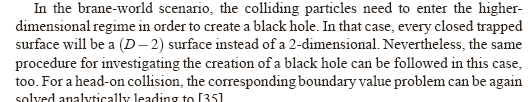 In the brane-world scenario, the colliding particles need to enter the higher-
dimensional regime in order to create a black hole. In that case, every closed trapped
surface will be a (D − 2) surface instead of a 2-dimensional. Nevertheless, the same
procedure for investigating the creation of a black hole can be followed in this case,
too. For a head-on collision, the corresponding boundary value problem can be again
solved analytically leading to [35]